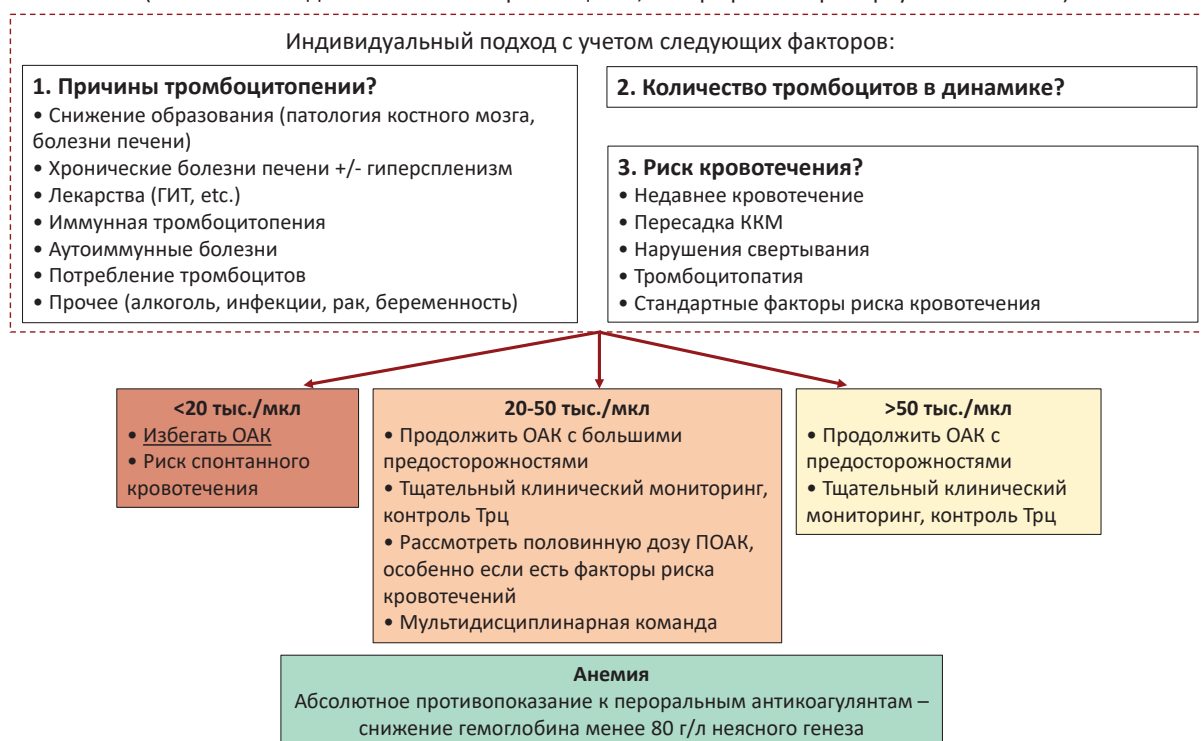 Индивидуальный подход с учетом следующих факторов:
1. Причины тромбоцитопении?
• Снижение образования (патология костного мозга,
болезни печени)
• Хронические болезни печени +/- гиперспленизм
• Лекарства (ГИТ, etc.)
• Иммунная тромбоцитопения
• Аутоиммунные болезни
• Потребление тромбоцитов
• Прочее (алкоголь, инфекции, рак, беременность)
2. Количество тромбоцитов в динамике?
3. Риск кровотечения?
• Недавнее кровотечение
• Пересадка ККМ
• Нарушения свертывания
• Тромбоцитопатия
• Стандартные факторы риска кровотечения
<20 тыс./мкл
• Избегать ОАК
• Риск спонтанного
кровотечения
20-50 тыс./мкл
• Продолжить ОАК с большими
предосторожностями
• Тщательный клинический мониторинг,
контроль Трц
• Рассмотреть половинную дозу ПОАК,
особенно если есть факторы риска
кровотечений
• Мультидисциплинарная команда
>50 тыс./мкл
• Продолжить ОАК с
предосторожностями
• Тщательный клинический
мониторинг, контроль Трц
Анемия
Абсолютное противопоказание к пероральным антикоагулянтам –
снижение гемоглобина менее 80 г/л неясного генеза